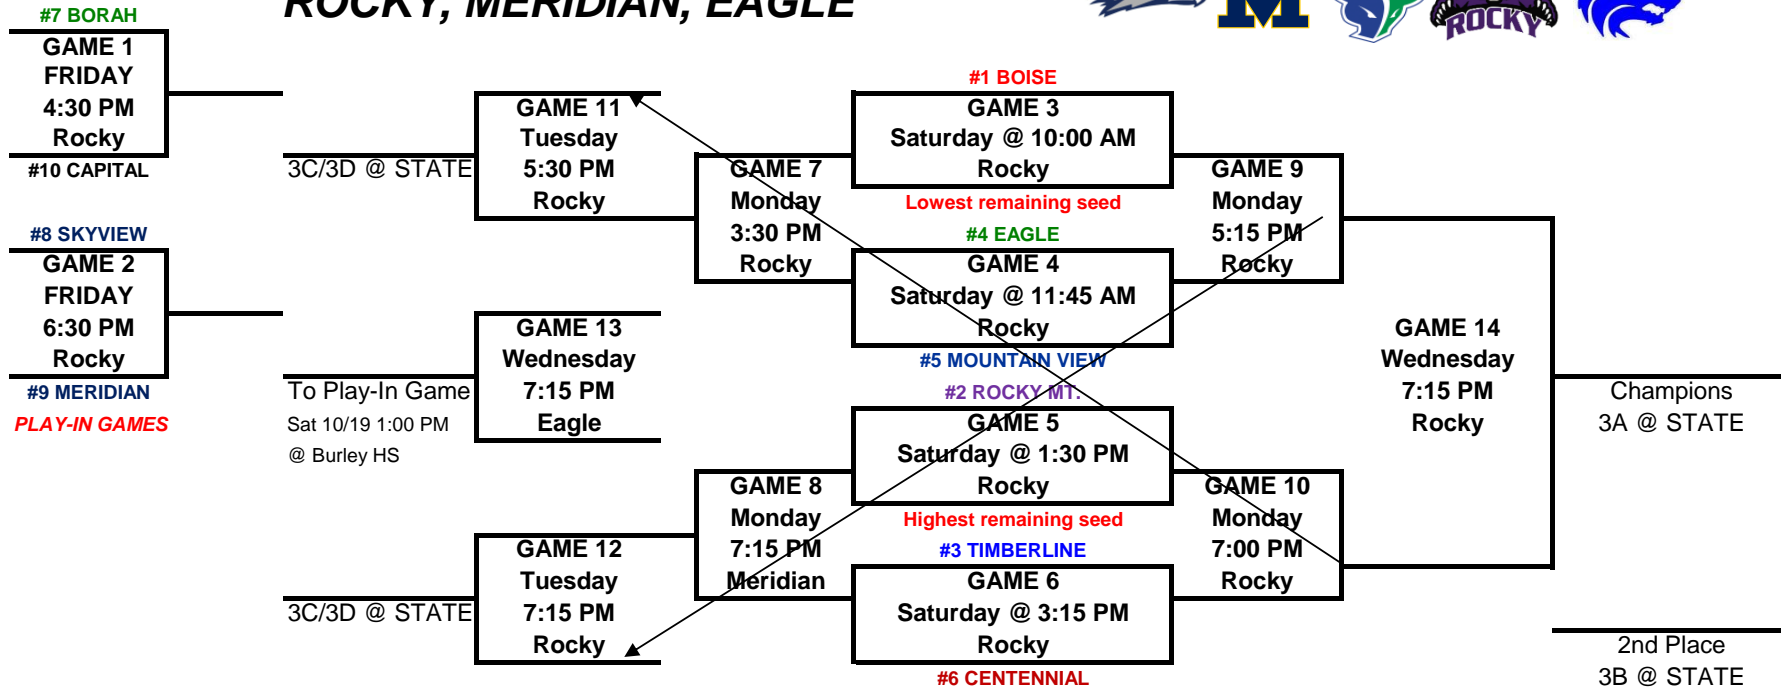 ROCKY, MERIDIAN, EAGLE
M
ROCKY
#7 BORAH
GAME 1
FRIDAY
4:30 PM
Rocky
#10 CAPITAL
#8 SKYVIEW
GAME 2
FRIDAY
6:30 PM
Rocky
#9 MERIDIAN
PLAY-IN GAMES
3C/3D @ STATE
GAME 11
Tuesday
5:30 PM
Rocky
To Play-In Game
Sat 10/19 1:00 PM
@ Burley HS
GAME 13
Wednesday
7:15 PM
Eagle
3C/3D @ STATE
GAME 12
Tuesday
7:15 PM
Rocky
GAME 7
Monday
3:30 PM
Rocky
GAME 8
Monday
7:15 PM
Meridian
#1 BOISE
GAME 3
Saturday @ 10:00 AM
Rocky
Lowest remaining seed
#4 EAGLE
GAME 4
Saturday @ 11:45 AM
Rocky
#5 MOUNTAIN VIEW
#2 ROCKY MT.
GAME 5
Saturday @ 1:30 PM
Rocky
Highest remaining seed
#3 TIMBERLINE
GAME 6
Saturday @ 3:15 PM
Rocky
#6 CENTENNIAL
GAME 9
Monday
5:15 PM
Rocky
GAME 10
Monday
7:00 PM
Rocky
GAME 14
Wednesday
7:15 PM
Rocky
Champions
3A @ STATE
2nd Place
3B @ STATE